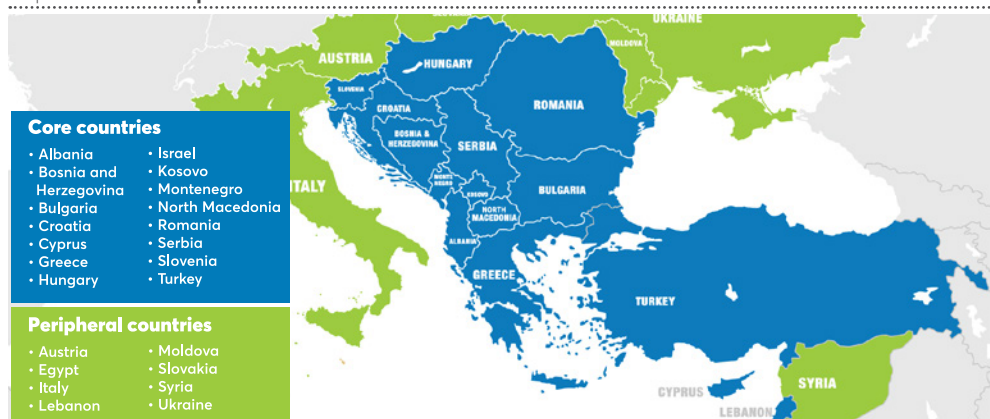 UKRAINE
MOLDOVA
AUSTRIA
HUNGARY
SLOVENIA
CROATIA
ROMANIA
BOSNIA &
HERZEGOVINA
SERBIA
ITALY
MONTE
NEGRO
KOSOVO
BULGARIA
NORTH
MACEDONIA
ALBANIA
GREECE
TURKEY
CYPRUS
SYRIA
LEBANON
Core countries
• Albania
• Bosnia and
Herzegovina
• Bulgaria
• Croatia
• Cyprus
• Greece
• Hungary
• Israel
• Kosovo
• Montenegro
• North Macedonia
• Romania
• Serbia
• Slovenia
• Turkey
Peripheral countries
• Austria
• Egypt
• Italy
• Lebanon
• Moldova
• Slovakia
• Syria
• Ukraine